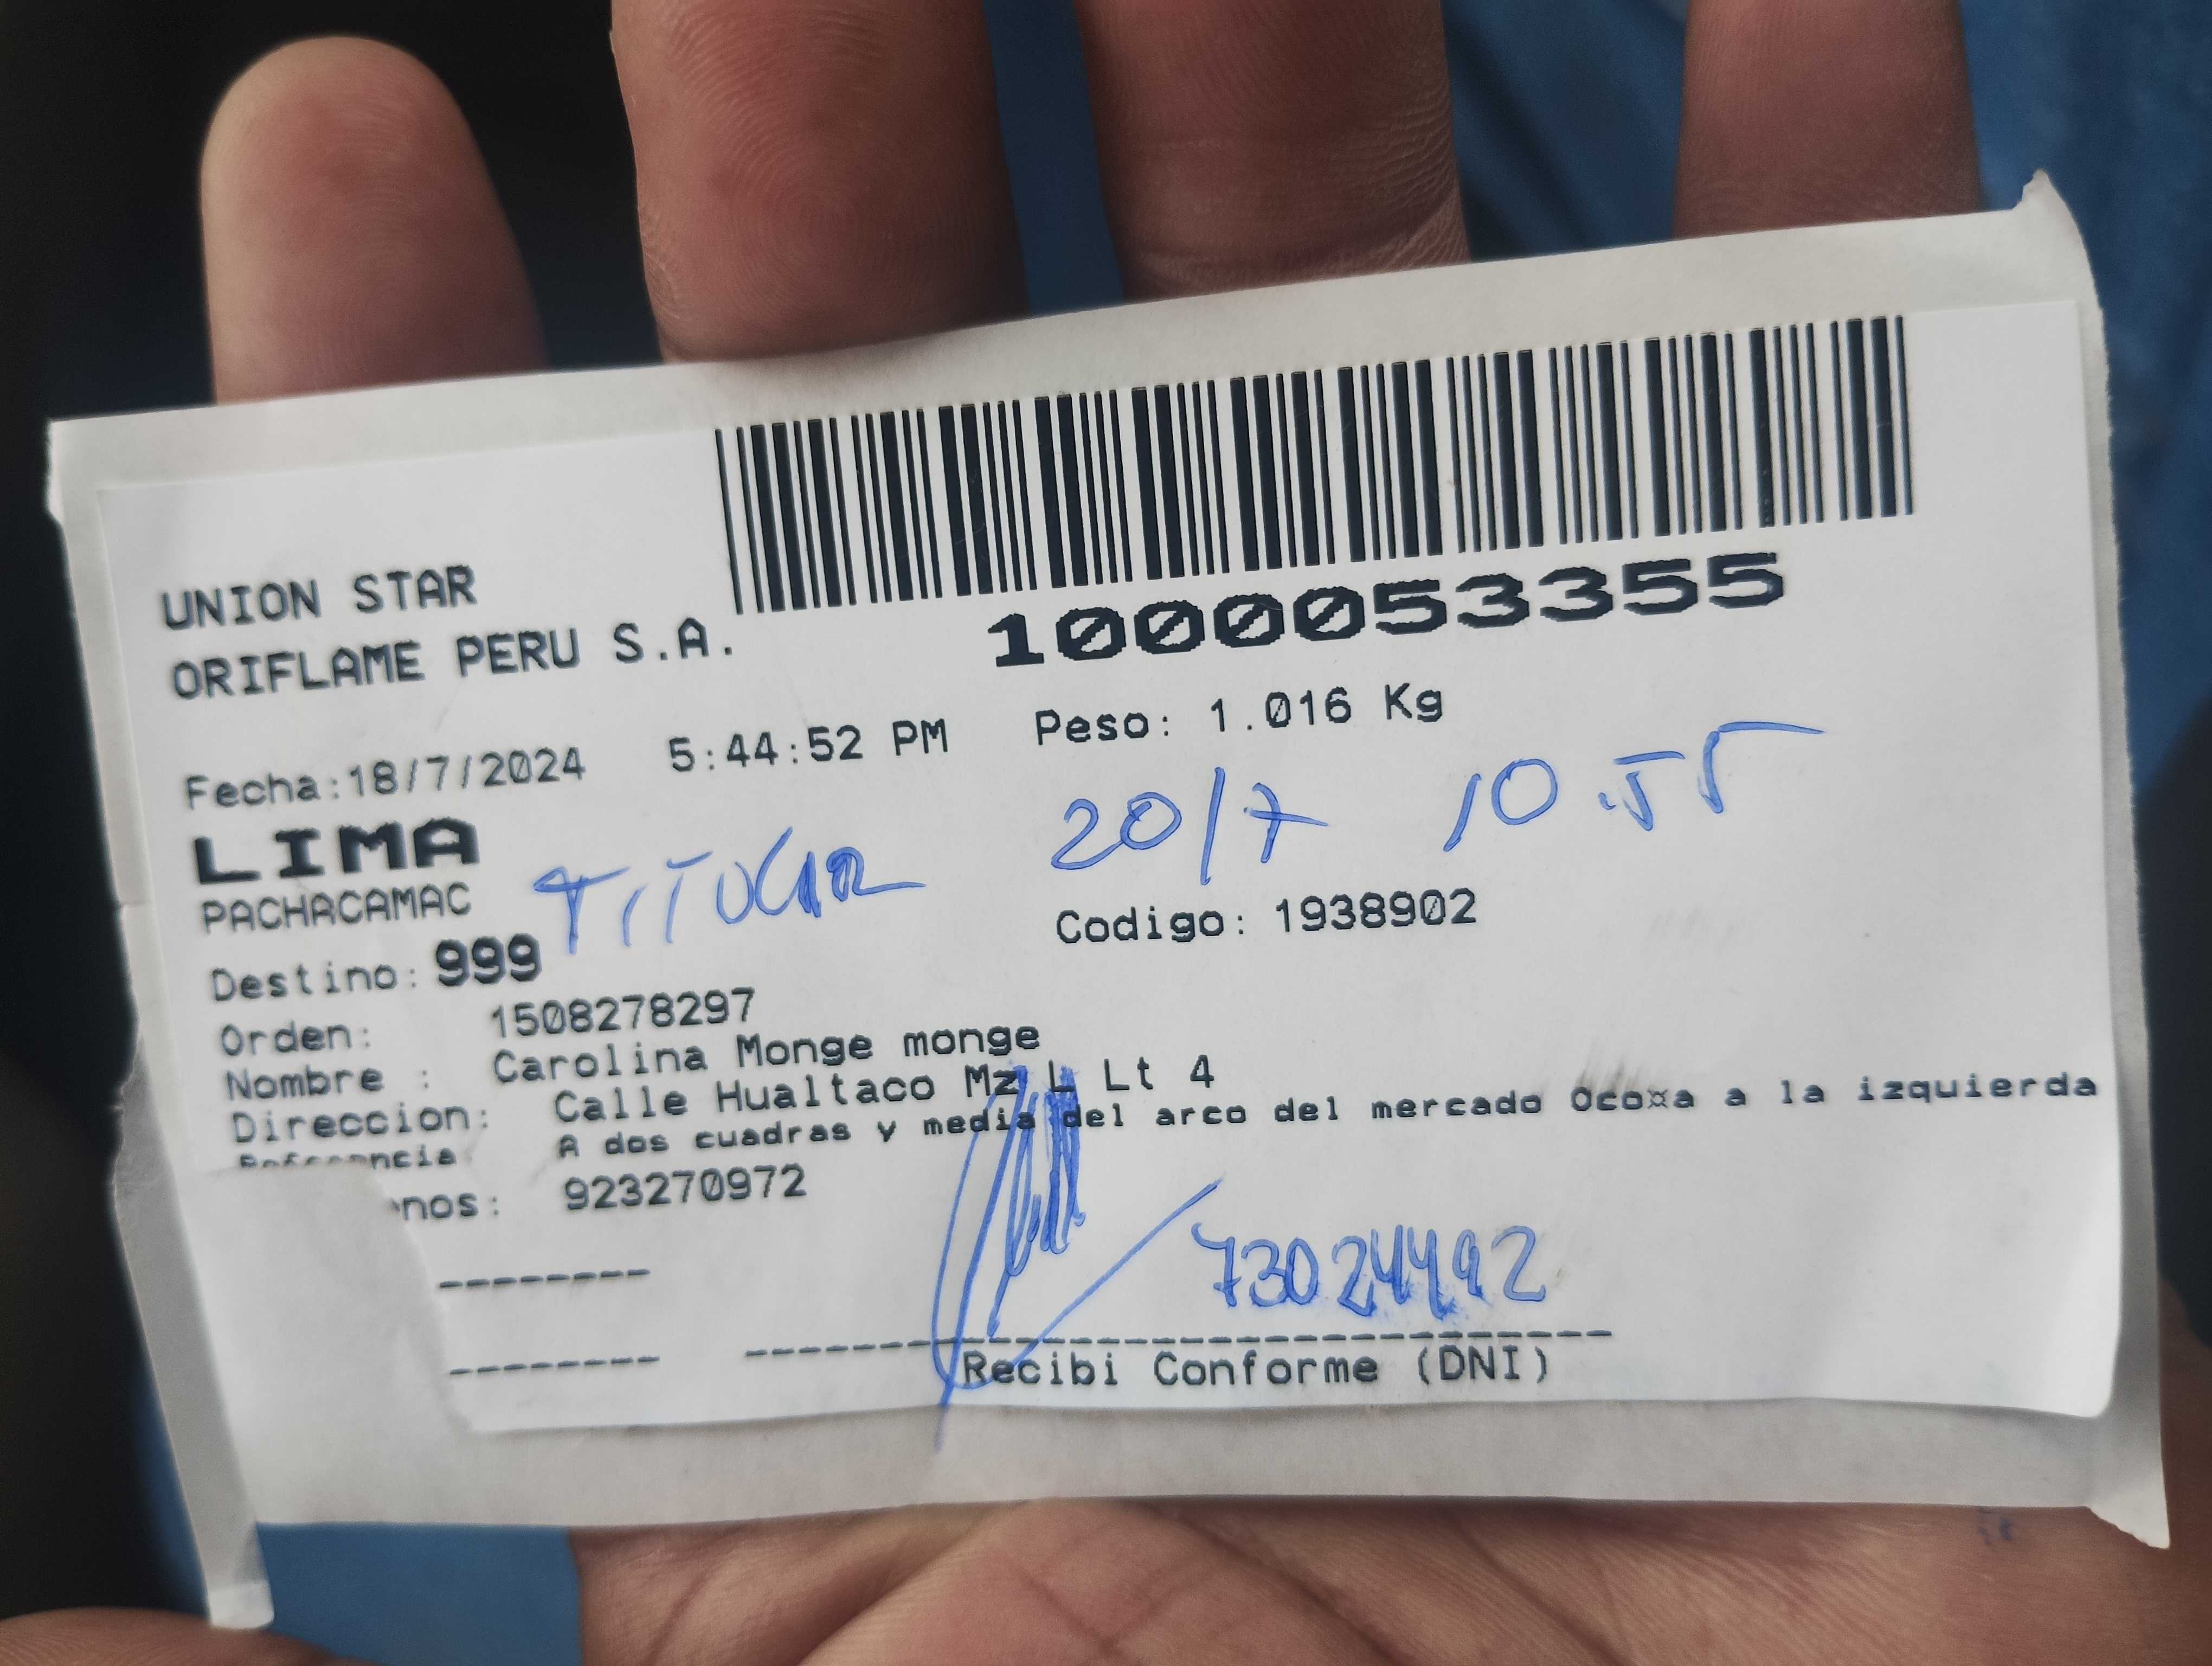 1000053355
UNION STAR
ORIFLAME PERU S.A.
Fecha:18/7/2024 5:44:52 PM Peso: 1.016 Kg
20/7 10.55
LIMA
PACHACAMAC
TITULAR
Codigo: 1938902
Destino: 999
Orden: 1508278297
Nombre : Carolina Monge monge
Direccion: Calle Hualtaco Mz L Lt 4
A dos cuadras y media del arco del mercado Oco¤a a la izquierda
nos: 923270972
73024492
Recibi Conforme (DNI)